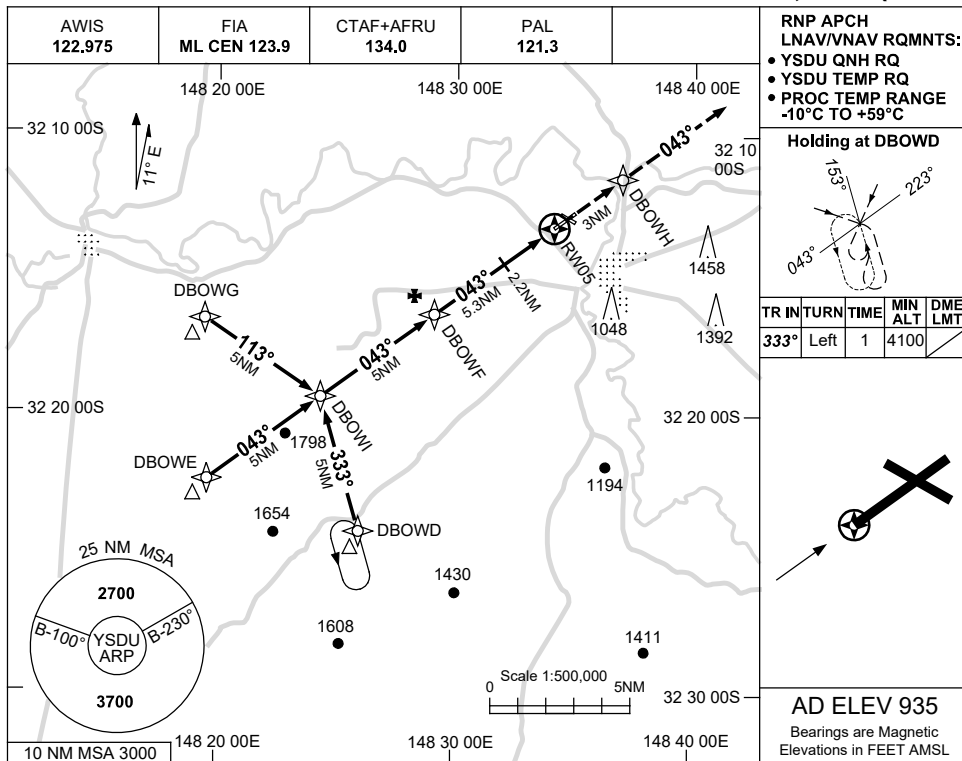 AWIS
122.975
FIA
ML CEN 123.9
CTAF+AFRU
134.0
PAL
121.3
RNP APCH
LNAV/VNAV RQMNTS:
• YSDU QNH RQ
• YSDU TEMP RQ
• PROC TEMP RANGE
-10°C TO +59°C
148 20 00E
148 30 00E
148 40 00E
32 10 00S
32 10
00S
11° E
043°
DBOWH
3NM
RW05
2.2NM
043°
5.3NM
DBOWF
043°
5NM
DBOWG
113°
5NM
DBOWI
043°
5NM
DBOWE
333°
5NM
DBOWD
1458
1048
1392
1798
1654
1194
1430
1608
1411
32 20 00S
32 20 00S
32 30 00S
25 NM MSA
2700
B-100°
B-230°
YSDU
ARP
3700
10 NM MSA 3000
Scale 1:500,000
0
5NM
148 20 00E
148 30 00E
148 40 00E
Holding at DBOWD
153°
223°
043°
TR IN TURN TIME MIN ALT DME LMT
333° Left 1 4100
AD ELEV 935
Bearings are Magnetic
Elevations in FEET AMSL